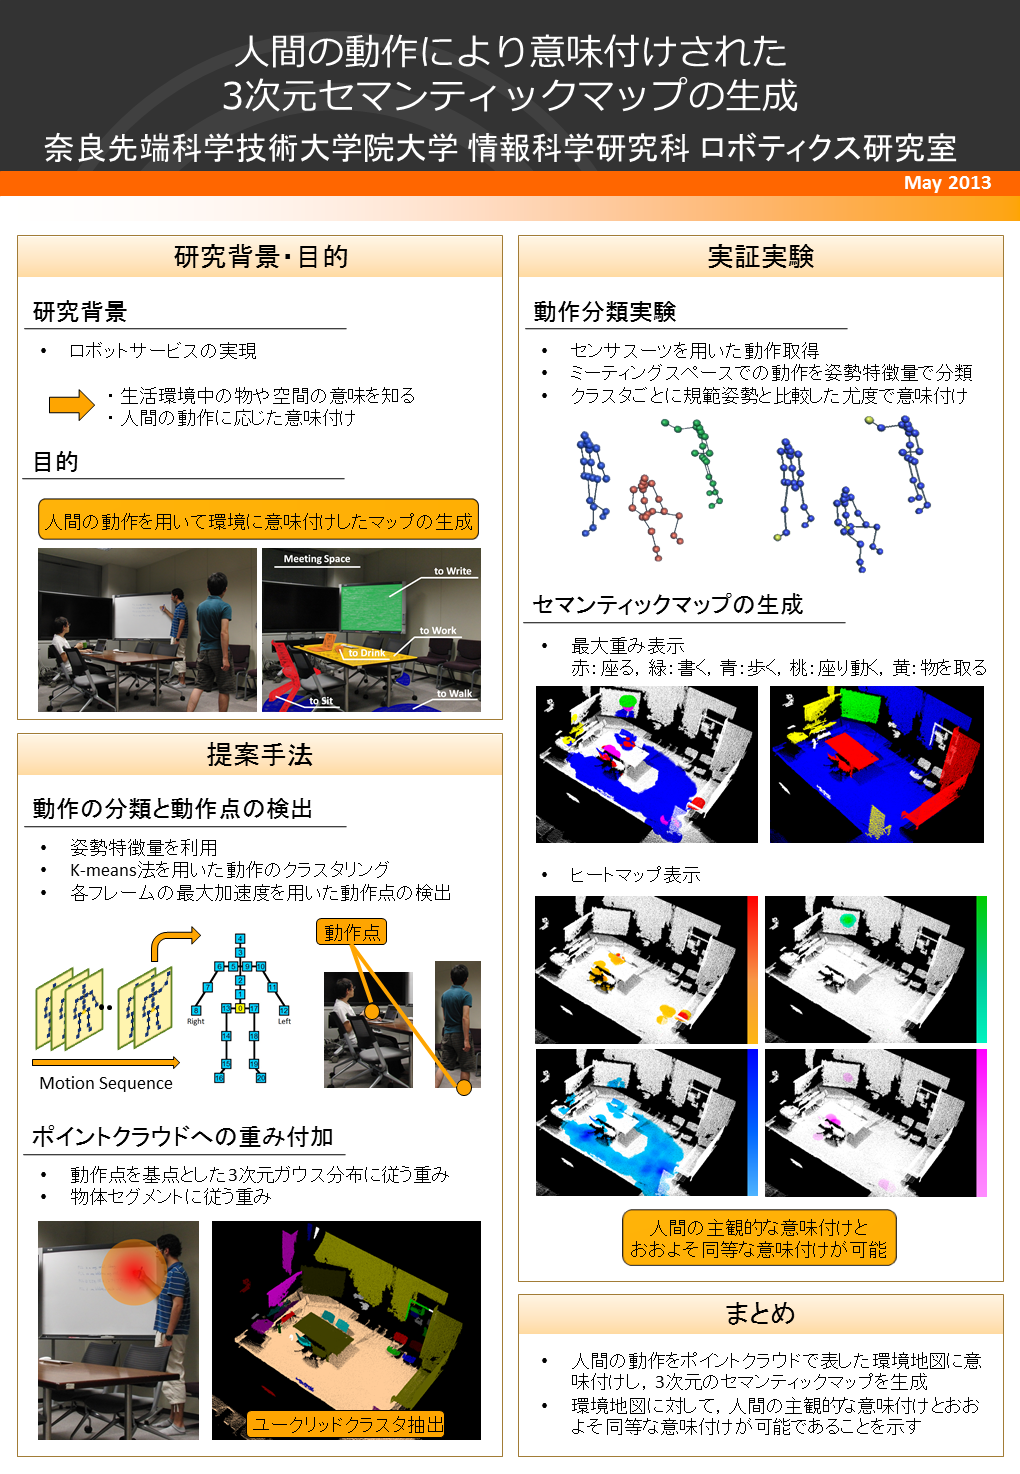 人間の動作により意味付けされた
3次元セマンティックマップの生成
奈良先端科学技術大学院大学 情報科学研究科 ロボティクス研究室
May 2013
研究背景・目的
研究背景
• ロボットサービスの実現
・生活環境中の物や空間の意味を知る
・人間の動作に応じた意味付け
目的
人間の動作を用いて環境に意味付けしたマップの生成
Meeting Space
to Write
to Work
to Drink
to Walk
to Sit
提案手法
動作の分類と動作点の検出
• 姿勢特徴量を利用
• K-means法を用いた動作のクラスタリング
• 各フレームの最大加速度を用いた動作点の検出
動作点
4
3
6 5 9 10
2
7 11
1
8 13 0 17 12
Right Left
14 18
15 19
16 20
Motion Sequence
ポイントクラウドへの重み付加
• 動作点を基点とした3次元ガウス分布に従う重み
• 物体セグメントに従う重み
ユークリッドクラスタ抽出
実証実験
動作分類実験
• センサスーツを用いた動作取得
• ミーティングスペースでの動作を姿勢特徴量で分類
• クラスタごとに規範姿勢と比較した尤度で意味付け
セマンティックマップの生成
• 最大重み表示
赤：座る，緑：書く，青：歩く，桃：座り動く，黄：物を取る
• ヒートマップ表示
人間の主観的な意味付けと
おおよそ同等な意味付けが可能
まとめ
• 人間の動作をポイントクラウドで表した環境地図に意
味付けし，3次元のセマンティックマップを生成
• 環境地図に対して，人間の主観的な意味付けとおお
よそ同等な意味付けが可能であることを示す